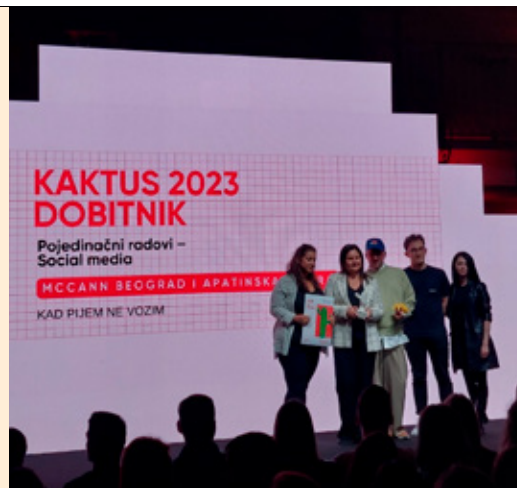 KAKTUS 2023
DOBITNIK
Pojedinačni radovi –
Social media
MCCANN BEOGRAD I APATINSKA
KAD PIJEM NE VOZIM